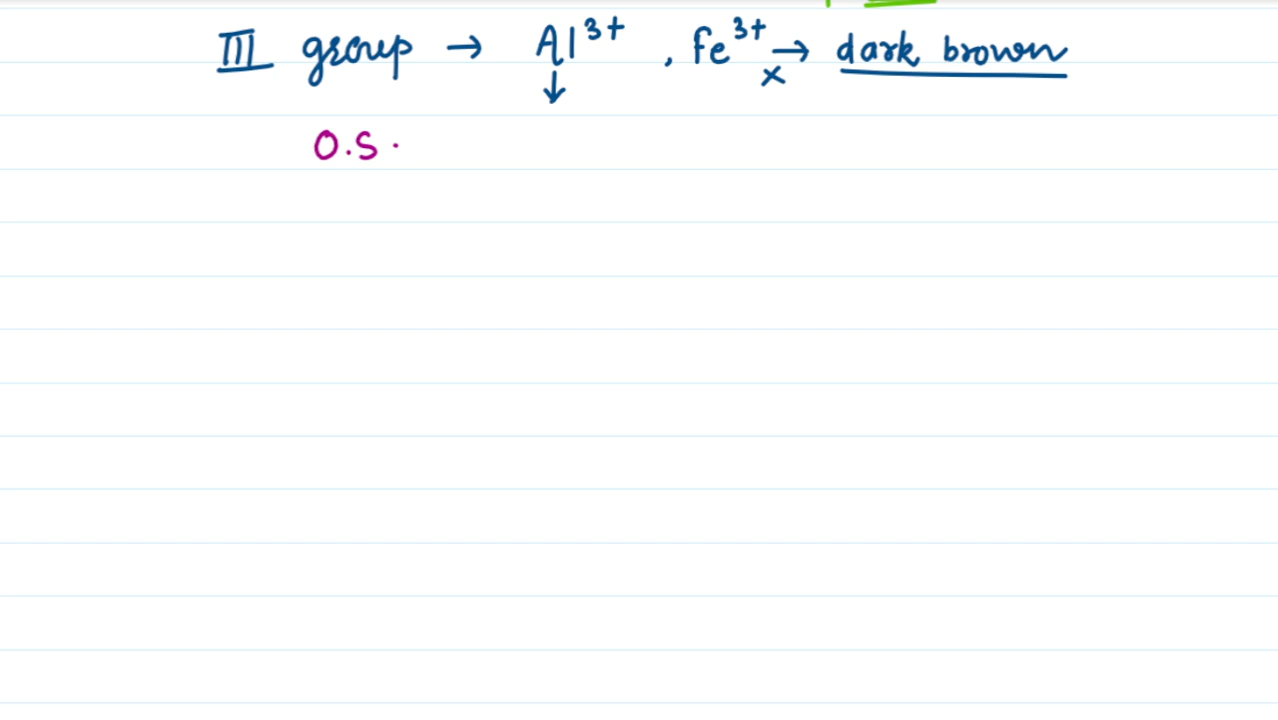 III group → Al³⁺ , fe³⁺ → dark brown
x
↓
O.S.